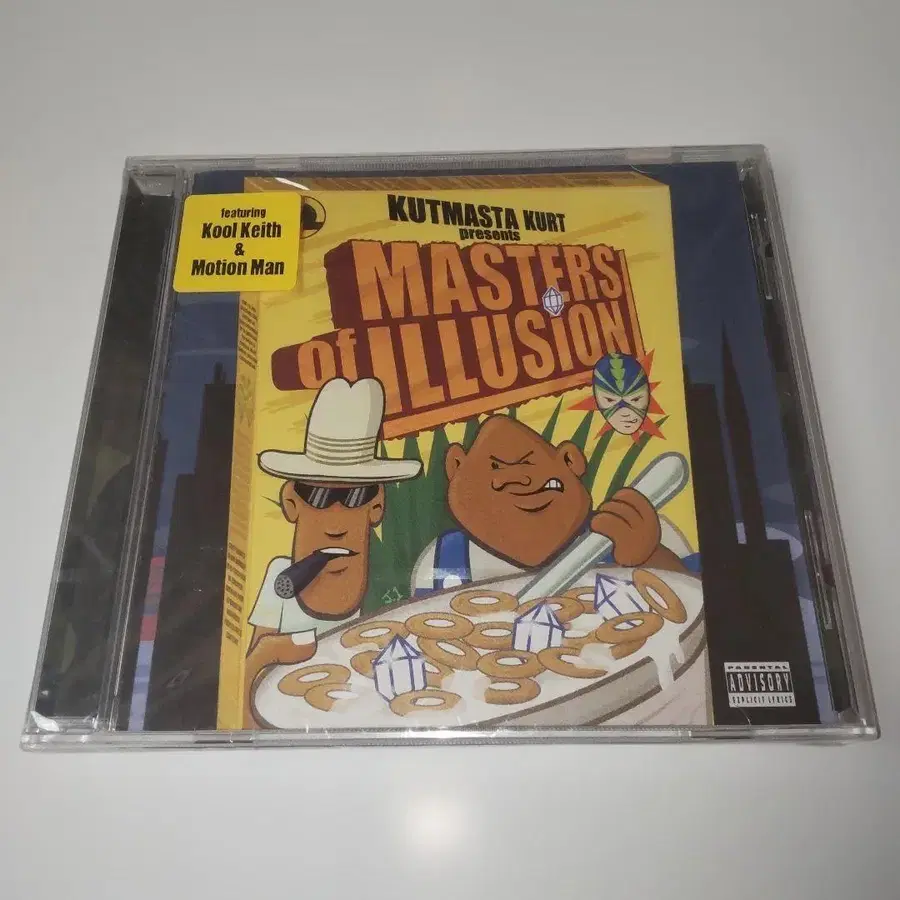 featuring
Kool Keith
&
Motion Man
KUTMASTA KURT
presents
MASTERS
of ILLUSION
J.J
PARENTAL
ADVISORY
EXPLICIT LYRICS